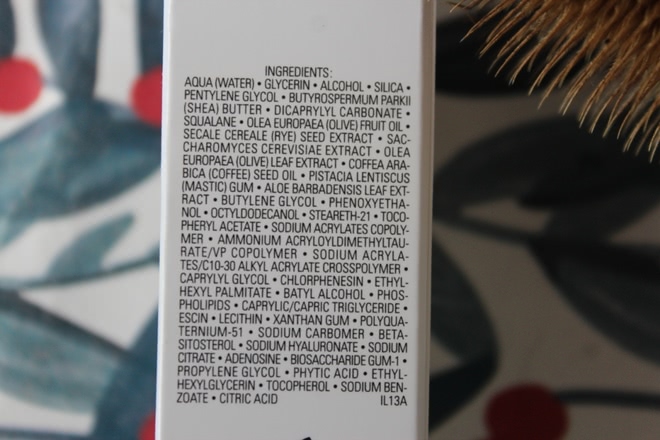 INGREDIENTS:
AQUA (WATER) • GLYCERIN • ALCOHOL • SILICA •
PENTYLENE GLYCOL • BUTYROSPERMUM PARKII
(SHEA) BUTTER • DICAPRYLYL CARBONATE •
SQUALANE • OLEA EUROPAEA (OLIVE) FRUIT OIL •
SECALE CEREALE (RYE) SEED EXTRACT • SAC-
CHAROMYCES CEREVISIAE EXTRACT • OLEA
EUROPAEA (OLIVE) LEAF EXTRACT • COFFEA ARA-
BICA (COFFEE) SEED OIL • PISTACIA LENTISCUS
(MASTIC) GUM • ALOE BARBADENSIS LEAF EXT-
RACT • BUTYLENE GLYCOL • PHENOXYETHA-
NOL • OCTYLDODECANOL • STEARETH-21 • TOCO-
PHERYL ACETATE • SODIUM ACRYLATES COPOLY-
MER • AMMONIUM ACRYLOYLDIMETHYLTAU-
RATE/VP COPOLYMER • SODIUM ACRYLA-
TES/C10-30 ALKYL ACRYLATE CROSSPOLYMER •
CAPRYLYL GLYCOL • CHLORPHENESIN • ETHYL-
HEXYL PALMITATE • BATYL ALCOHOL • PHOS-
PHOLIPIDS • CAPRYLIC/CAPRIC TRIGLYCERIDE •
ESCIN • LECITHIN • XANTHAN GUM • POLYQUA-
TERNIUM-51 • SODIUM CARBOMER • BETA-
SITOSTEROL • SODIUM HYALURONATE • SODIUM
CITRATE • ADENOSINE • BIOSACCHARIDE GUM-1 •
PROPYLENE GLYCOL • PHYTIC ACID • ETHYL-
HEXYLGLYCERIN • TOCOPHEROL • SODIUM BEN-
ZOATE • CITRIC ACID IL13A